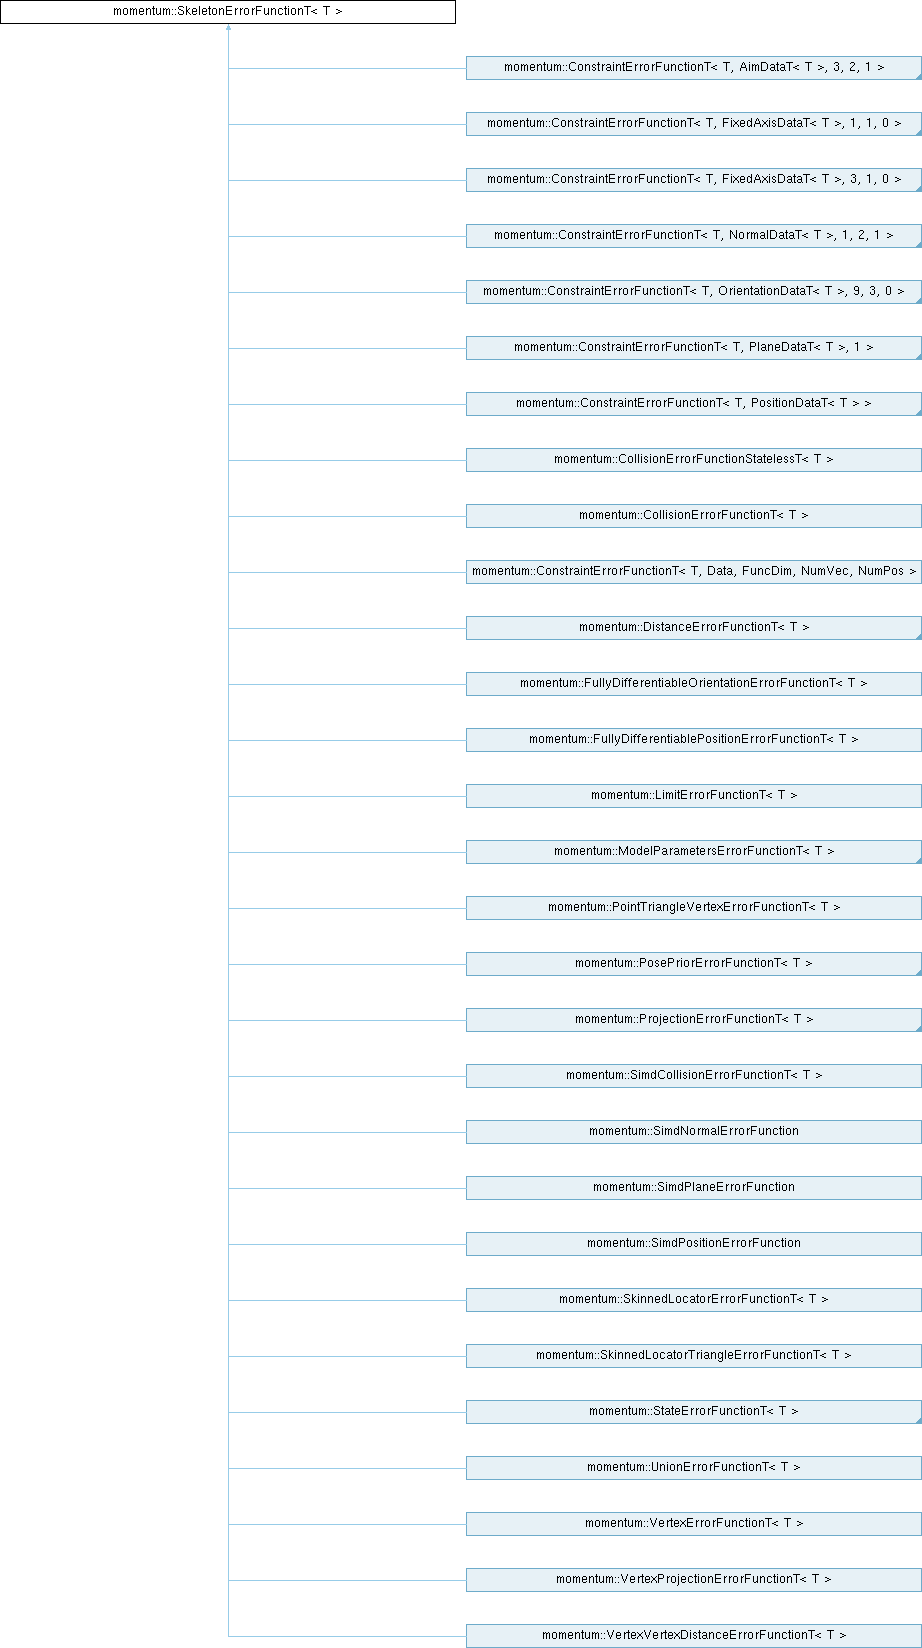 momentum::SkeletonErrorFunctionT< T >
momentum::ConstraintErrorFunctionT< T, AimDataT< T >, 3, 2, 1 >
momentum::ConstraintErrorFunctionT< T, FixedAxisDataT< T >, 1, 1, 0 >
momentum::ConstraintErrorFunctionT< T, FixedAxisDataT< T >, 3, 1, 0 >
momentum::ConstraintErrorFunctionT< T, NormalDataT< T >, 1, 2, 1 >
momentum::ConstraintErrorFunctionT< T, OrientationDataT< T >, 9, 3, 0 >
momentum::ConstraintErrorFunctionT< T, PlaneDataT< T >, 1 >
momentum::ConstraintErrorFunctionT< T, PositionDataT< T > >
momentum::CollisionErrorFunctionStatelessT< T >
momentum::CollisionErrorFunctionT< T >
momentum::ConstraintErrorFunctionT< T, Data, FuncDim, NumVec, NumPos >
momentum::DistanceErrorFunctionT< T >
momentum::FullyDifferentiableOrientationErrorFunctionT< T >
momentum::FullyDifferentiablePositionErrorFunctionT< T >
momentum::LimitErrorFunctionT< T >
momentum::ModelParametersErrorFunctionT< T >
momentum::PointTriangleVertexErrorFunctionT< T >
momentum::PosePriorErrorFunctionT< T >
momentum::ProjectionErrorFunctionT< T >
momentum::SimdCollisionErrorFunctionT< T >
momentum::SimdNormalErrorFunction
momentum::SimdPlaneErrorFunction
momentum::SimdPositionErrorFunction
momentum::SkinnedLocatorErrorFunctionT< T >
momentum::SkinnedLocatorTriangleErrorFunctionT< T >
momentum::StateErrorFunctionT< T >
momentum::UnionErrorFunctionT< T >
momentum::VertexErrorFunctionT< T >
momentum::VertexProjectionErrorFunctionT< T >
momentum::VertexVertexDistanceErrorFunctionT< T >